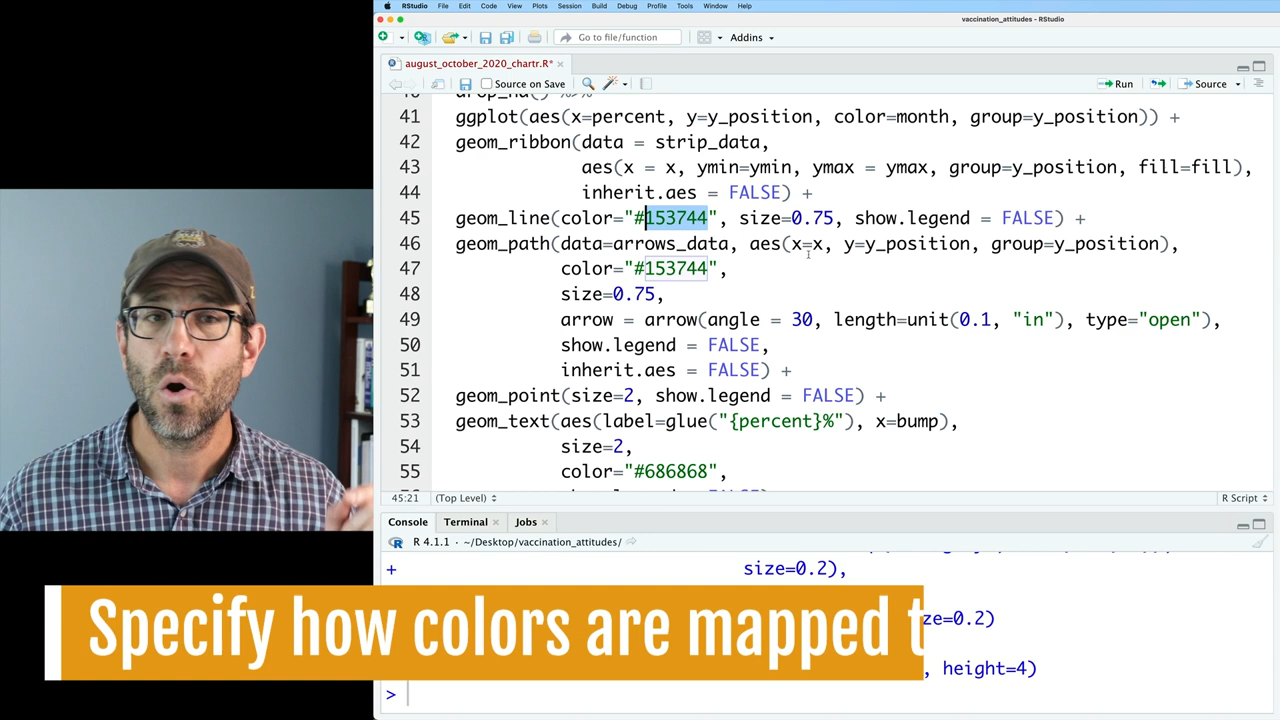 RStudio File Edit Code View Plots Session Build Debug Profile Tools Window Help
vaccination_attitudes - RStudio
Go to file/function Addins
august_october_2020_chartr.R*
Source on Save Run Source
41 ggplot(aes(x=percent, y=y_position, color=month, group=y_position)) +
42 geom_ribbon(data = strip_data,
43 aes(x = x, ymin=ymin, ymax = ymax, group=y_position, fill=fill),
44 inherit.aes = FALSE) +
45 geom_line(color="#153744", size=0.75, show.legend = FALSE) +
46 geom_path(data=arrows_data, aes(x=x, y=y_position, group=y_position),
47 color="#153744",
48 size=0.75,
49 arrow = arrow(angle = 30, length=unit(0.1, "in"), type="open"),
50 show.legend = FALSE,
51 inherit.aes = FALSE) +
52 geom_point(size=2, show.legend = FALSE) +
53 geom_text(aes(label=glue("{percent}%"), x=bump),
54 size=2,
55 color="#686868",
45:21 (Top Level) R Script
Console Terminal Jobs
R 4.1.1 · ~/Desktop/vaccination_attitudes/
+ size=0.2),
ze=0.2)
, height=4)
>
Specify how colors are mapped t